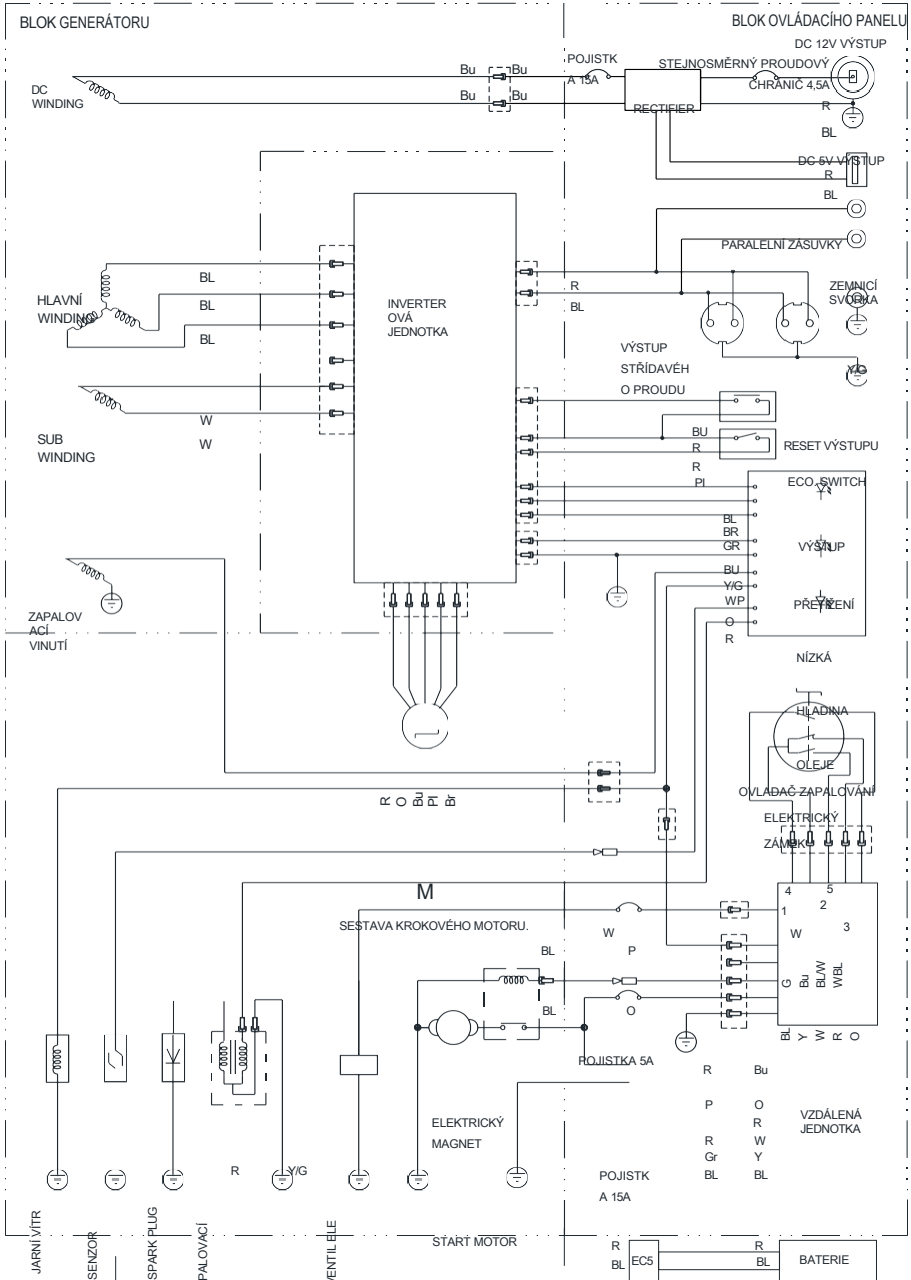 BLOK GENERÁTORU
BLOK OVLÁDACÍHO PANELU
DC 12V VÝSTUP
DC
WINDING
Bu
Bu
Bu
Bu
POJISTK
A 15A
STEJNOSMĚRNÝ PROUDOVÝ
CHRÁNIČ 4,5A
RECTIFIER
R
BL
DC 5V VÝSTUP
R
BL
PARALELNÍ ZÁSUVKY
HLAVNÍ
WINDING
BL
BL
BL
INVERTER
OVÁ
JEDNOTKA
R
BL
ZEMNICÍ
SVORKA
VÝSTUP
STŘÍDAVÉH
O PROUDU
Y/G
SUB
WINDING
W
W
BU
R
R
PI
RESET VÝSTUPU
ECO. SWITCH
BL
BR
GR
BU
Y/G
WP
O
R
VÝSTUP
PŘETÍŽENÍ
NÍZKÁ
HLADINA
OLEJE
ZAPALOV
ACÍ
VINUTÍ
R
O
Bu
PI
Br
OVLADAČ ZAPALOVÁNÍ
ELEKTRICKÝ
ZÁMEK
M
SESTAVA KROKOVÉHO MOTORU.
4
5
1
2
3
W
W
P
BL
BL
O
G
Bu
BL/W
WBL
BL
Y
W
R
O
POJISTKA 5A
R
Bu
P
O
R
R
W
Gr
Y
BL
BL
VZDÁLENÁ
JEDNOTKA
ELEKTRICKÝ
MAGNET
R
Y/G
POJISTK
A 15A
START MOTOR
JARNÍ VÍTR
SENZOR
SPARK PLUG
PALOVACÍ
VENTIL ELE
R
BL
EC5
R
BL
BATERIE